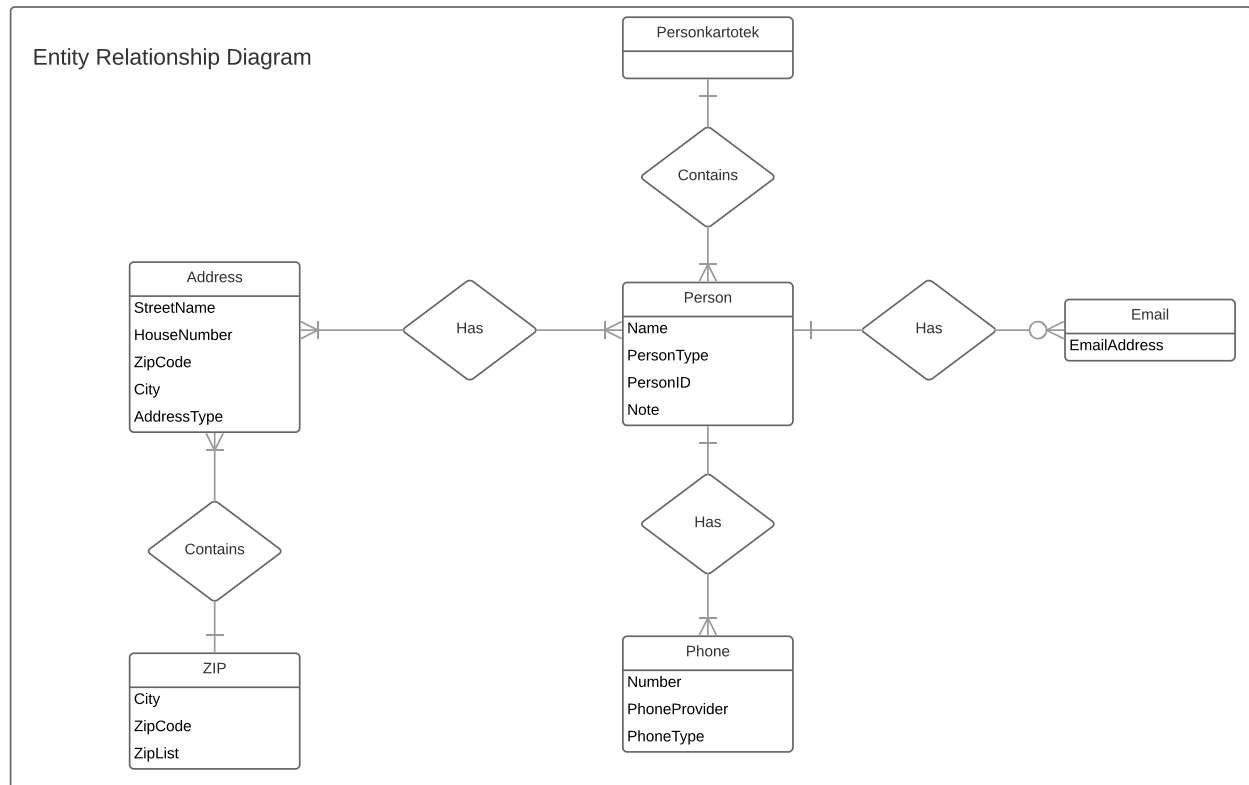 Entity Relationship Diagram
Personkartotek
Contains
Address
StreetName
HouseNumber
ZipCode
City
AddressType
Has
Person
Name
PersonType
PersonID
Note
Has
Email
EmailAddress
Contains
Has
ZIP
City
ZipCode
ZipList
Phone
Number
PhoneProvider
PhoneType